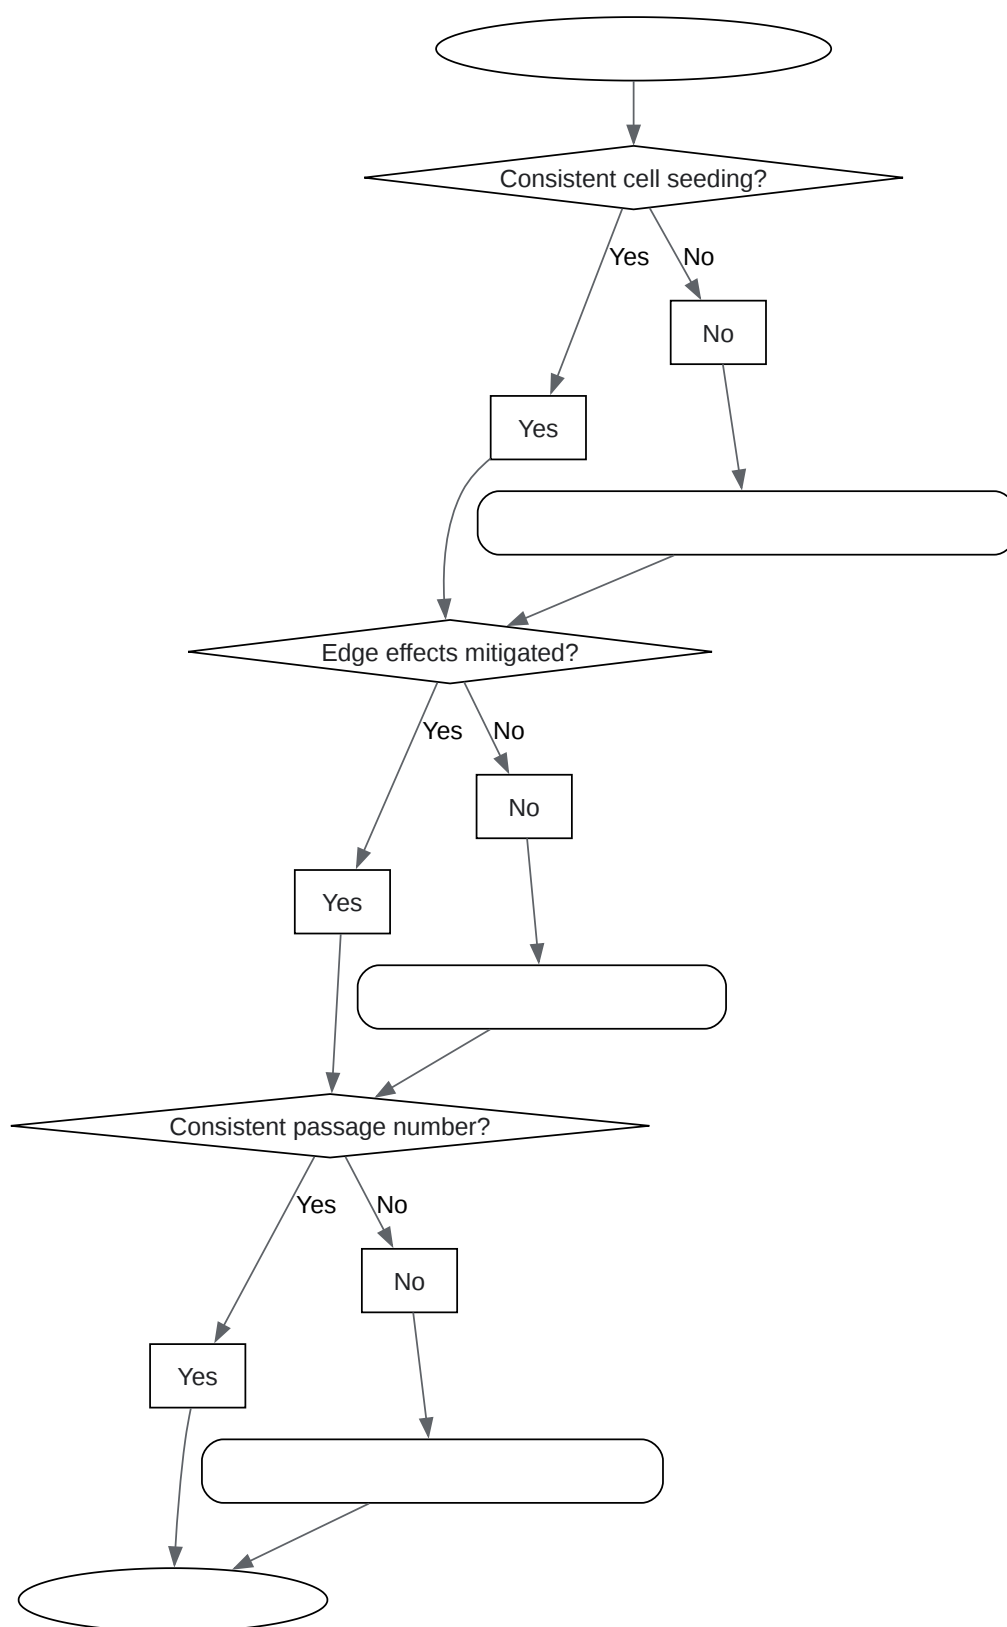 Consistent cell seeding?
Yes
No
No
Yes
Edge effects mitigated?
Yes
No
No
Yes
Consistent passage number?
Yes
No
No
Yes